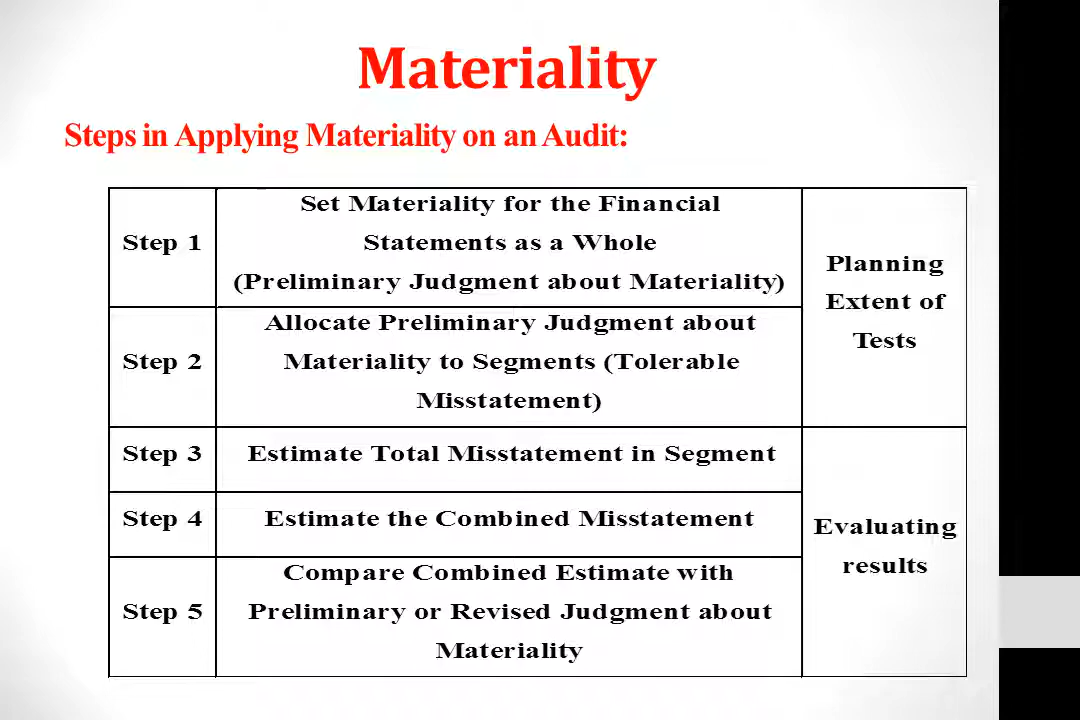 Materiality
Steps in Applying Materiality on an Audit:
Step 1
Set Materiality for the Financial
Statements as a Whole
(Preliminary Judgment about Materiality)
Planning
Extent of
Tests
Step 2
Allocate Preliminary Judgment about
Materiality to Segments (Tolerable
Misstatement)
Step 3
Estimate Total Misstatement in Segment
Evaluating
results
Step 4
Estimate the Combined Misstatement
Step 5
Compare Combined Estimate with
Preliminary or Revised Judgment about
Materiality